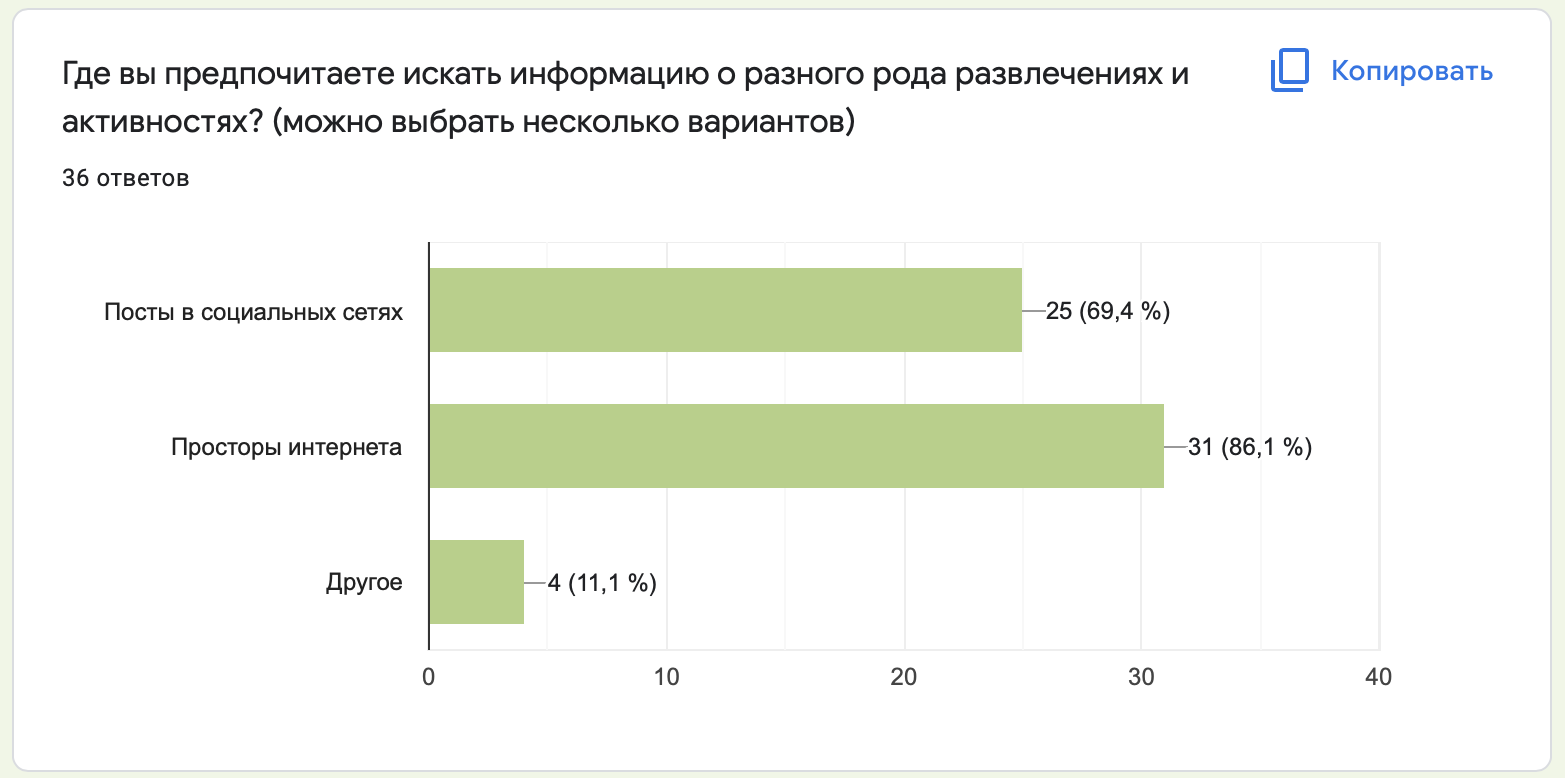 Где вы предпочитаете искать информацию о разного рода развлечениях и
активностях? (можно выбрать несколько вариантов)
Копировать
36 ответов
Посты в социальных сетях
25 (69,4 %)
Просторы интернета
31 (86,1 %)
Другое
4 (11,1 %)
0 10 20 30 40